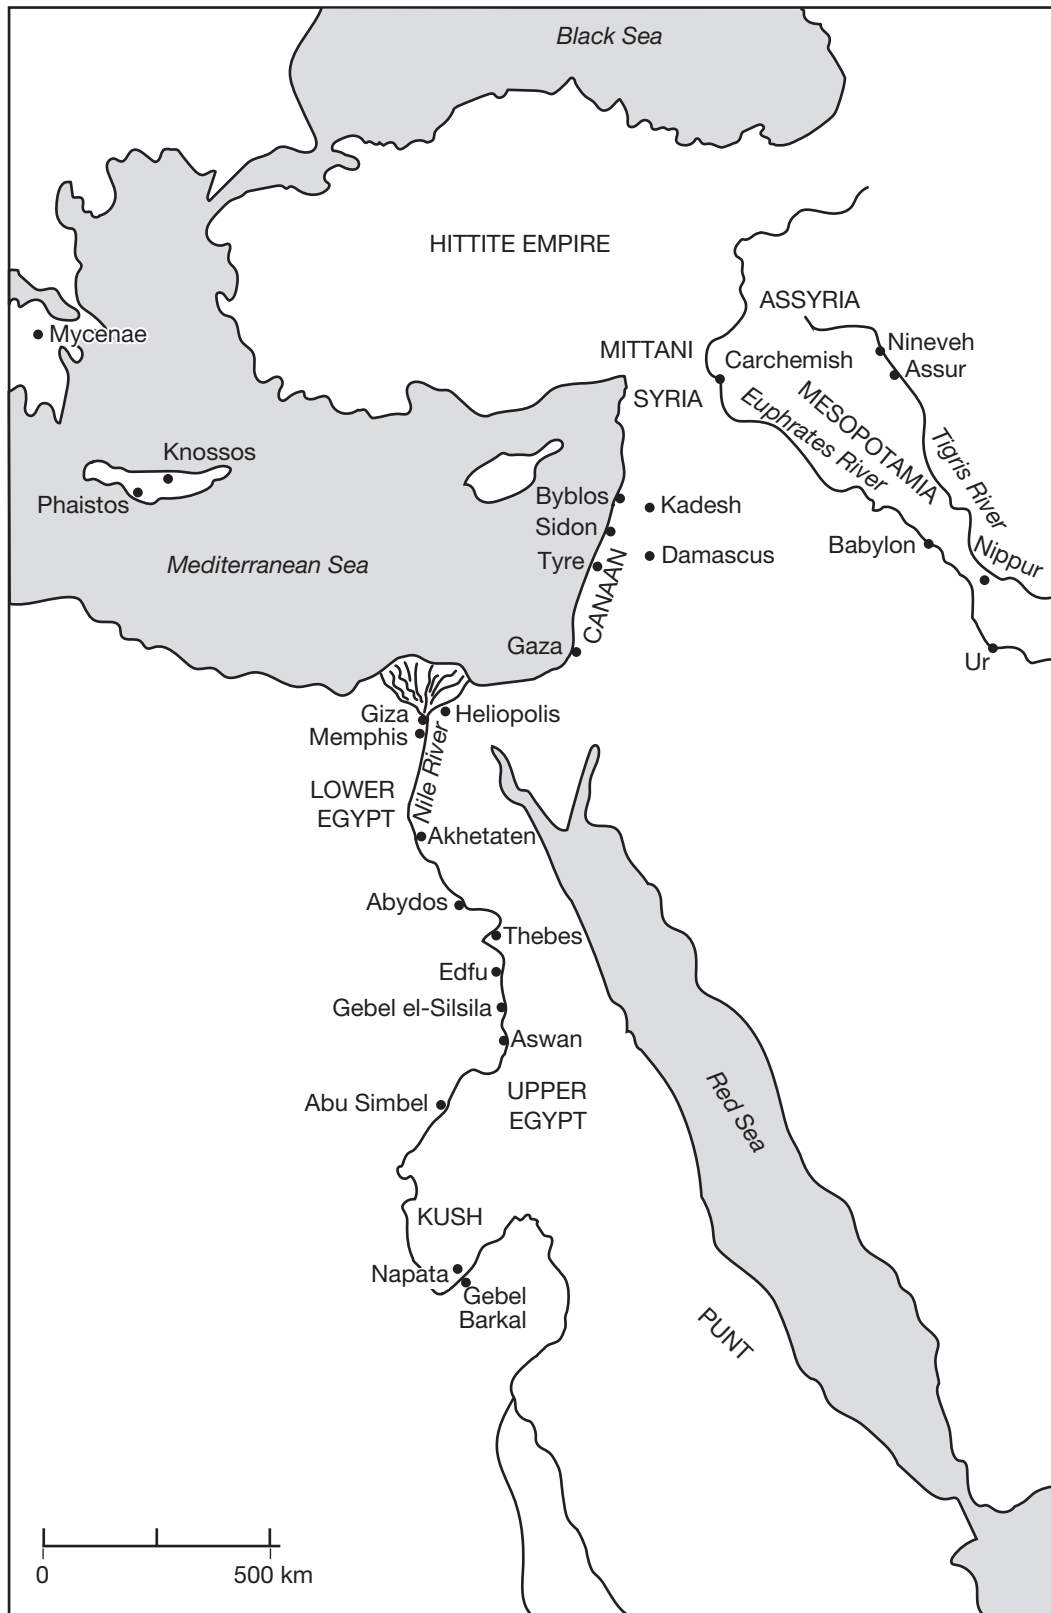 Black Sea
HITTITE EMPIRE
ASSYRIA
Mycenae
Nineveh
MITTANI
Carchemish
Assur
SYRIA
MESOPOTAMIA
Euphrates River
Tigris River
Knossos
Phaistos
Byblos
Kadesh
Sidon
Babylon
Nippur
Mediterranean Sea
Tyre
Damascus
CANAAN
Gaza
Ur
Giza
Heliopolis
Memphis
Nile River
LOWER
EGYPT
Akhetaten
Abydos
Thebes
Edfu
Gebel el-Silsila
Aswan
Abu Simbel
UPPER
EGYPT
Red Sea
KUSH
Napata
Gebel
Barkal
PUNT
0
500 km